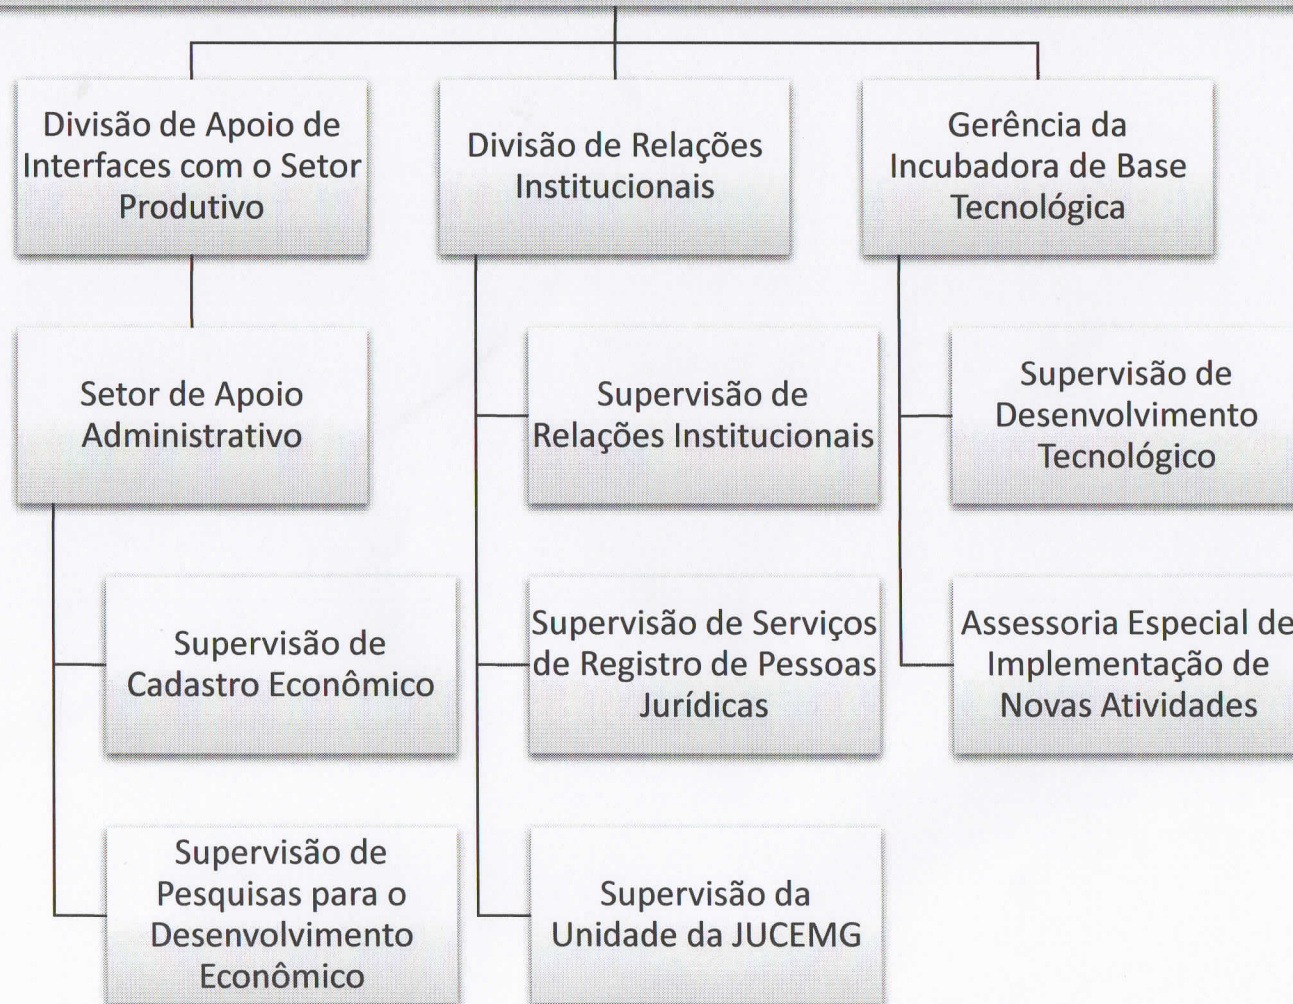 Divisão de Apoio de
Interfaces com o Setor
Produtivo
Divisão de Relações
Institucionais
Gerência da
Incubadora de Base
Tecnológica
Setor de Apoio
Administrativo
Supervisão de
Relações Institucionais
Supervisão de
Desenvolvimento
Tecnológico
Supervisão de
Cadastro Econômico
Supervisão de Serviços
de Registro de Pessoas
Jurídicas
Assessoria Especial de
Implementação de
Novas Atividades
Supervisão de
Pesquisas para o
Desenvolvimento
Econômico
Supervisão da
Unidade da JUCEMG